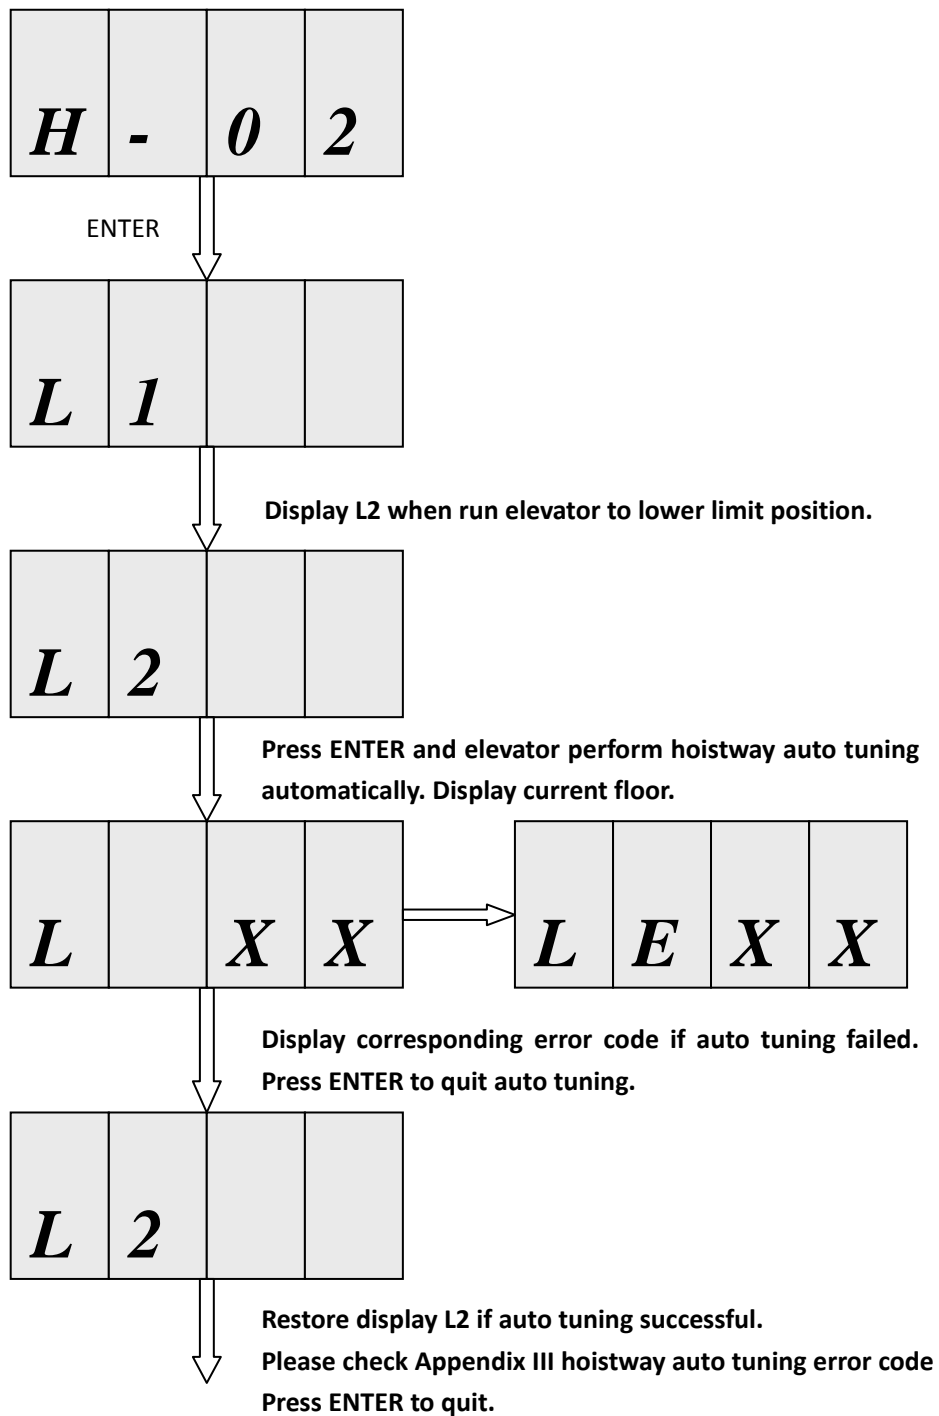 H - 0 2
ENTER
L 1
Display L2 when run elevator to lower limit position.
L 2
Press ENTER and elevator perform hoistway auto tuning
automatically. Display current floor.
L X X
L E X X
Display corresponding error code if auto tuning failed.
Press ENTER to quit auto tuning.
L 2
Restore display L2 if auto tuning successful.
Please check Appendix III hoistway auto tuning error code
Press ENTER to quit.